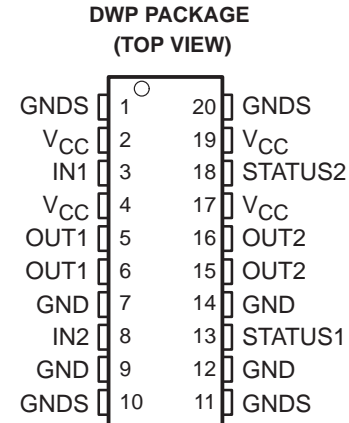 DWP PACKAGE
(TOP VIEW)
GNDS 1 20 GNDS
VCC 2 19 VCC
IN1 3 18 STATUS2
VCC 4 17 VCC
OUT1 5 16 OUT2
OUT1 6 15 OUT2
GND 7 14 GND
IN2 8 13 STATUS1
GND 9 12 GND
GNDS 10 11 GNDS